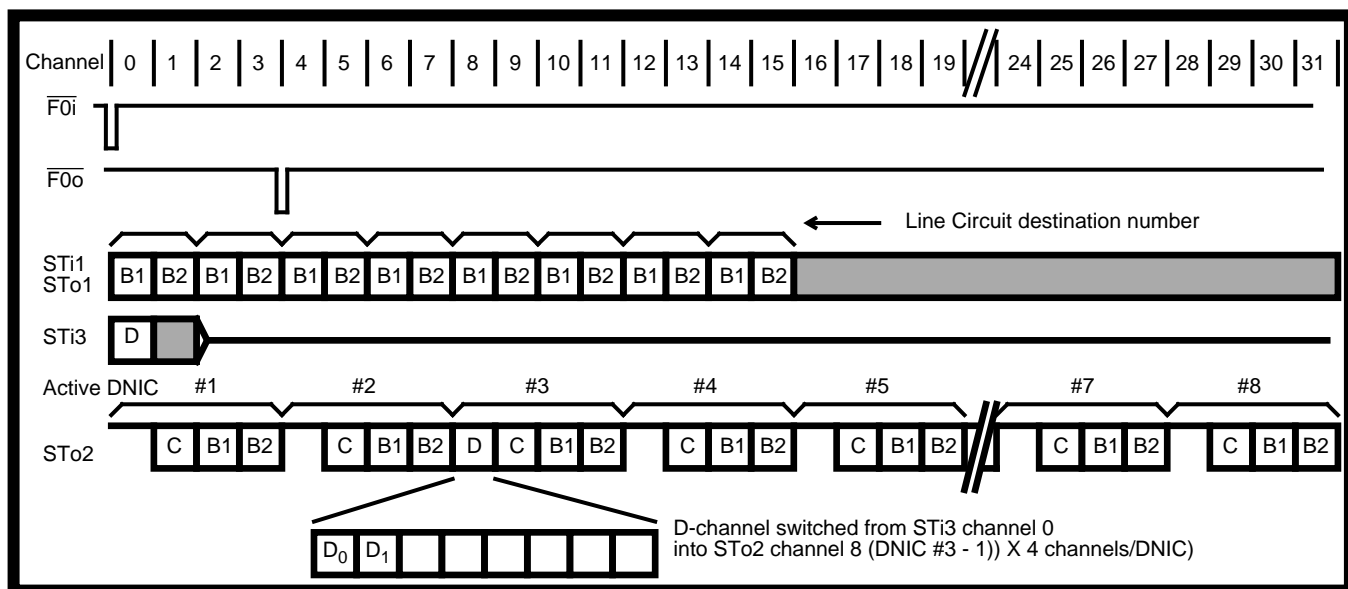 Channel 0 1 2 3 4 5 6 7 8 9 10 11 12 13 14 15 16 17 18 19 24 25 26 27 28 29 30 31
F0i
F0o
Line Circuit destination number
STi1
STo1
B1 B2 B1 B2 B1 B2 B1 B2 B1 B2 B1 B2 B1 B2 B1 B2
STi3
D
Active DNIC #1 #2 #3 #4 #5 #7 #8
STo2
C B1 B2 C B1 B2 D C B1 B2 C B1 B2 C B1 B2 C B1 B2 C B1 B2
D0 D1
D-channel switched from STi3 channel 0
into STo2 channel 8 (DNIC #3 - 1)) X 4 channels/DNIC)